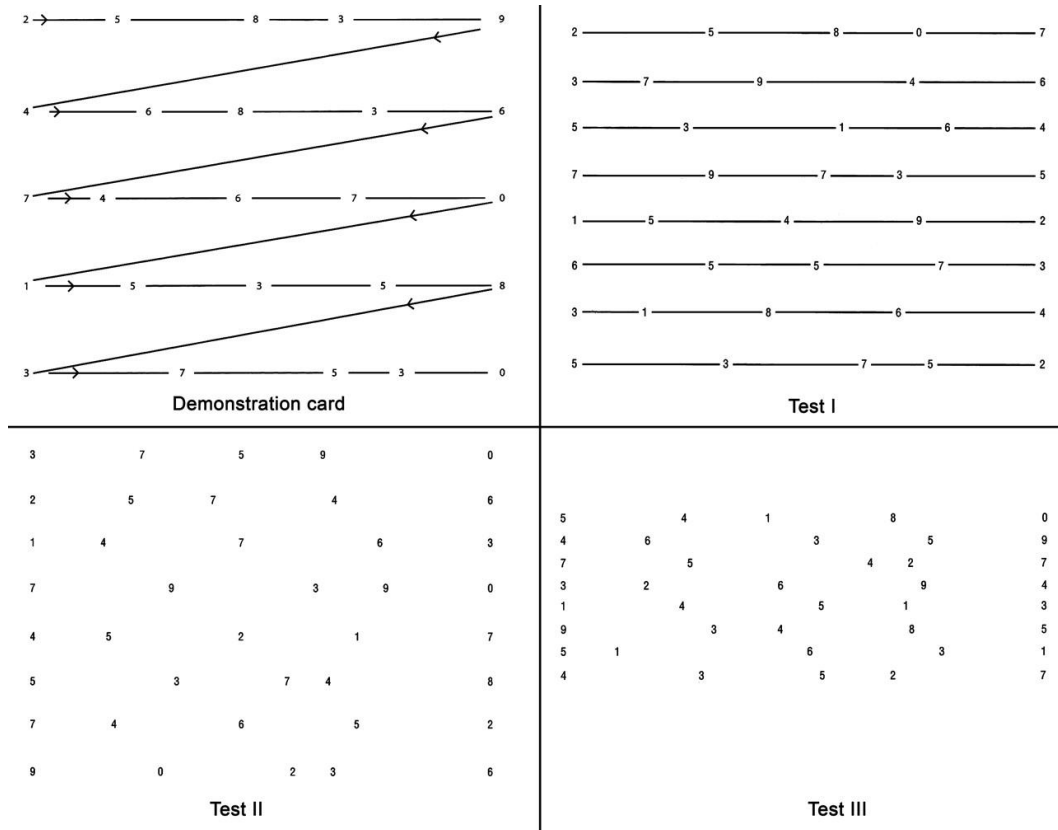 2 5 8 3 9
4 6 8 3 6
7 4 6 7 0
1 5 3 5 8
3 7 5 3 0
Demonstration card
2 5 8 0 7
3 7 9 4 6
5 3 1 6 4
7 9 7 3 5
1 5 4 9 2
6 5 5 7 3
3 1 8 6 4
5 3 7 5 2
Test I
3 7 5 9 0
2 5 7 4 6
1 4 7 6 3
7 9 3 9 0
4 5 2 1 7
5 3 7 4 8
7 4 6 5 2
9 0 2 3 6
Test II
5 4 1 8 0
4 6 3 5 9
7 5 4 2 7
3 2 6 9 4
1 4 5 1 3
9 3 4 8 5
5 1 6 3 1
4 3 5 2 7
Test III